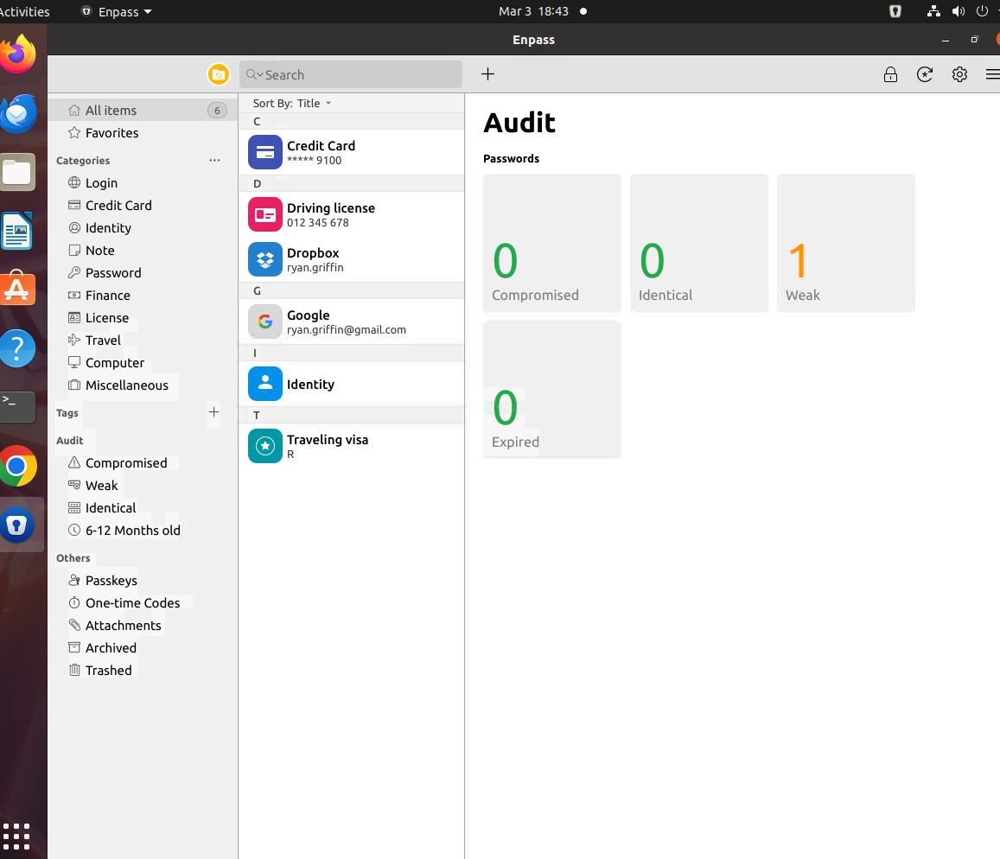 Activities
Enpass
Mar 3 18:43
Enpass
Search
All items
6
Favorites
Categories
Login
Credit Card
Identity
Note
Password
Finance
License
Travel
Computer
Miscellaneous
Tags
Audit
Compromised
Weak
Identical
6-12 Months old
Others
Passkeys
One-time Codes
Attachments
Archived
Trashed
Sort By: Title
C
Credit Card
***** 9100
D
Driving license
012 345 678
Dropbox
ryan.griffin
G
Google
ryan.griffin@gmail.com
I
Identity
T
Traveling visa
R
Audit
Passwords
0
Compromised
0
Identical
1
Weak
0
Expired